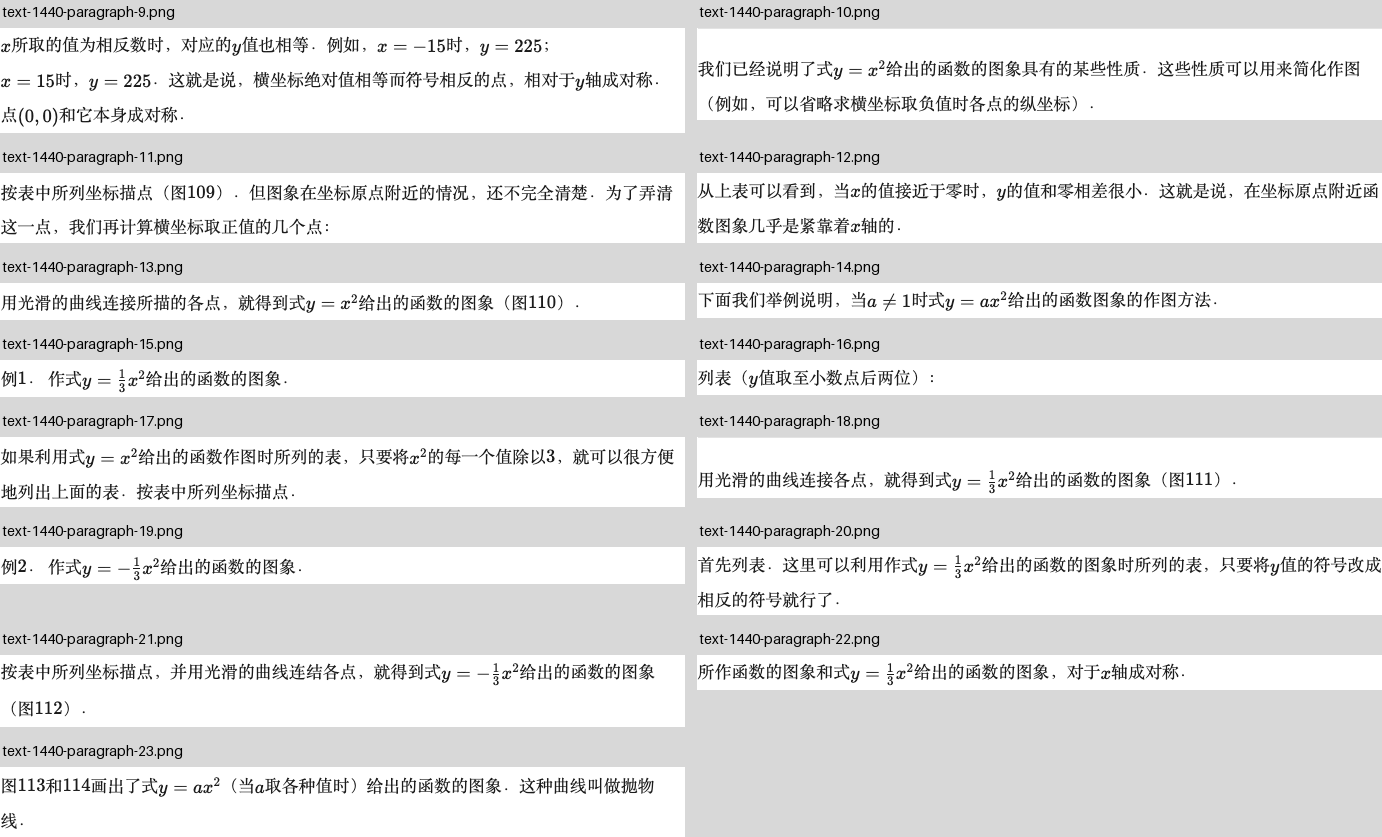 text-1440-paragraph-9.png
x所取的值为相反数时，对应的y值也相等．例如，x = −15时，y = 225；
x = 15时，y = 225．这就是说，横坐标绝对值相等而符号相反的点，相对于y轴成对称．
点(0, 0)和它本身成对称．
text-1440-paragraph-10.png
我们已经说明了式y = x²给出的函数的图象具有的某些性质．这些性质可以用来简化作图
（例如，可以省略求横坐标取负值时各点的纵坐标）．
text-1440-paragraph-11.png
按表中所列坐标描点（图109）．但图象在坐标原点附近的情况，还不完全清楚．为了弄清
这一点，我们再计算横坐标取正值的几个点：
text-1440-paragraph-12.png
从上表可以看到，当x的值接近于零时，y的值和零相差很小．这就是说，在坐标原点附近函
数图象几乎是紧靠着x轴的．
text-1440-paragraph-13.png
用光滑的曲线连接所描的各点，就得到式y = x²给出的函数的图象（图110）．
text-1440-paragraph-14.png
下面我们举例说明，当a ≠ 1时式y = ax²给出的函数图象的作图方法．
text-1440-paragraph-15.png
例1． 作式y = 1/3 x²给出的函数的图象．
text-1440-paragraph-16.png
列表（y值取至小数点后两位）：
text-1440-paragraph-17.png
如果利用式y = x²给出的函数作图时所列的表，只要将x²的每一个值除以3，就可以很方便
地列出上面的表．按表中所列坐标描点．
text-1440-paragraph-18.png
用光滑的曲线连接各点，就得到式y = 1/3 x²给出的函数的图象（图111）．
text-1440-paragraph-19.png
例2． 作式y = −1/3 x²给出的函数的图象．
text-1440-paragraph-20.png
首先列表．这里可以利用作式y = 1/3 x²给出的函数的图象时所列的表，只要将y值的符号改成
相反的符号就行了．
text-1440-paragraph-21.png
按表中所列坐标描点，并用光滑的曲线连结各点，就得到式y = −1/3 x²给出的函数的图象
（图112）．
text-1440-paragraph-22.png
所作函数的图象和式y = 1/3 x²给出的函数的图象，对于x轴成对称．
text-1440-paragraph-23.png
图113和114画出了式y = ax²（当a取各种值时）给出的函数的图象．这种曲线叫做抛物
线．